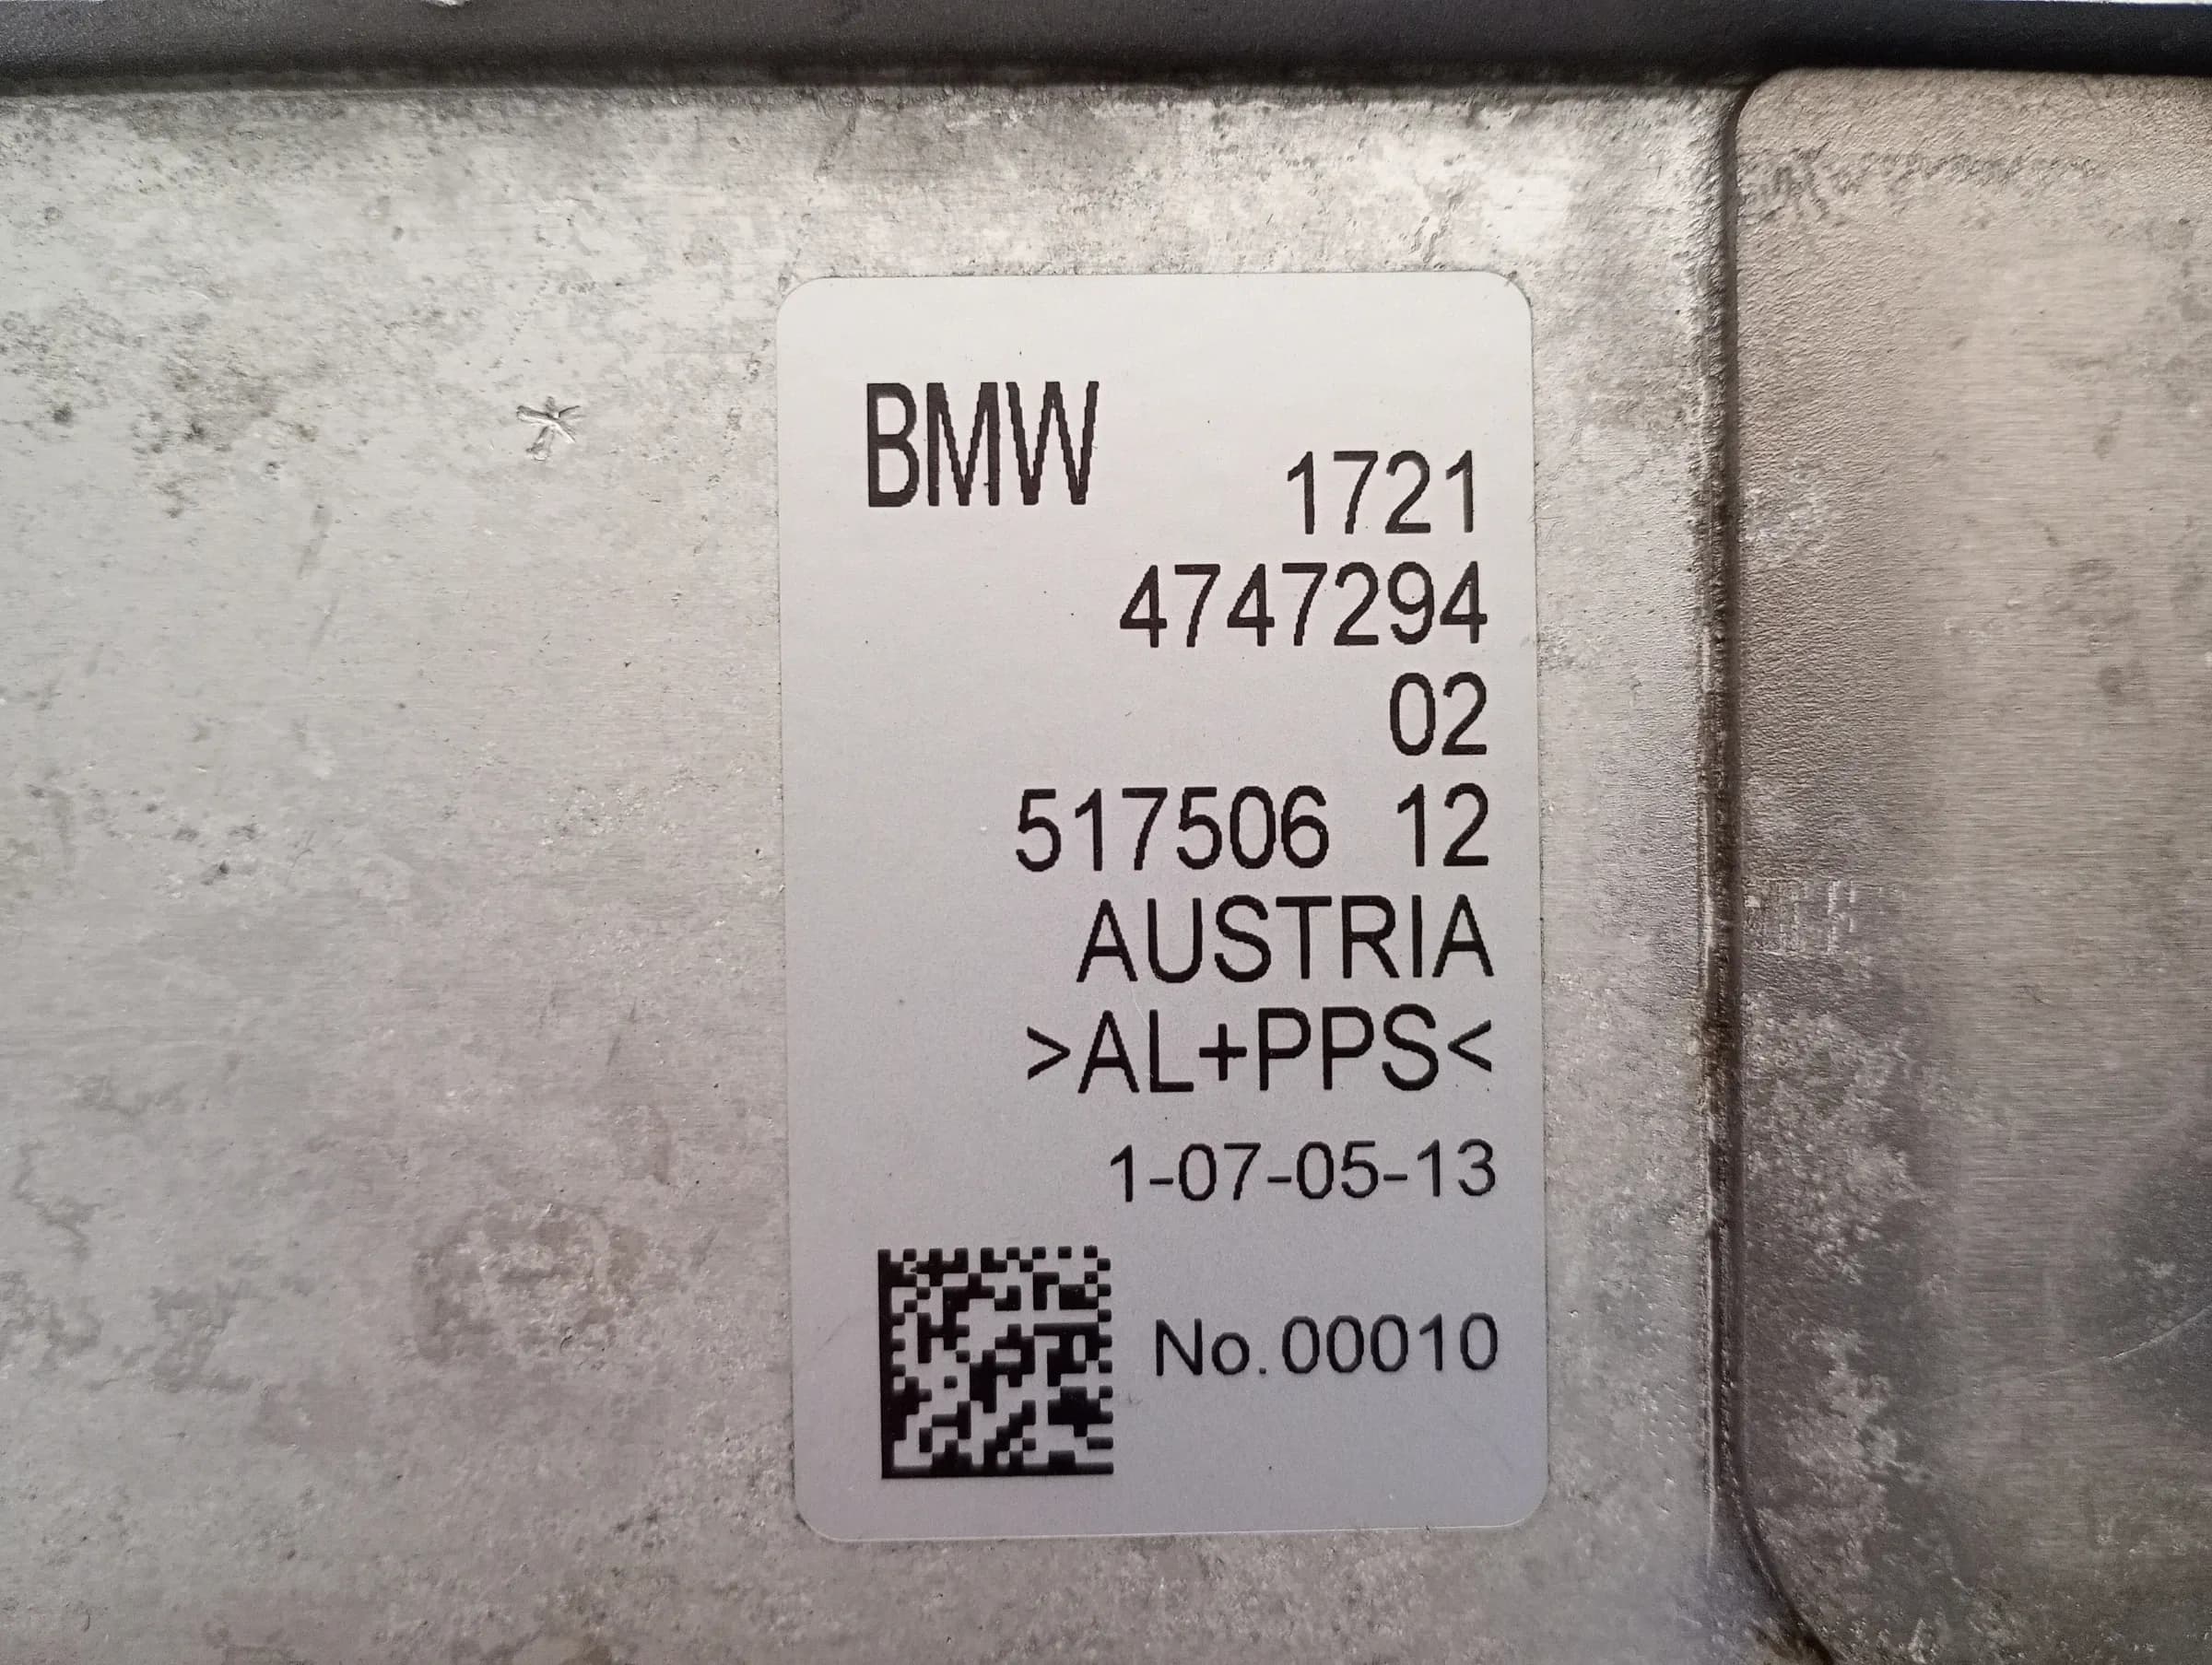 BMW
1721
4747294
02
517506 12
AUSTRIA
>AL+PPS<
1-07-05-13
No.00010